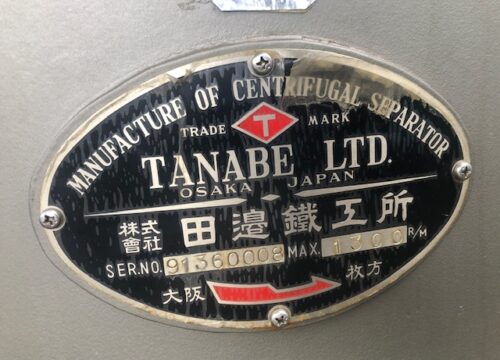 MANUFACTURE OF CENTRIFUGAL SEPARATOR
TRADE T MARK
TANABE LTD.
OSAKA JAPAN
株式會社 田邊鐵工所
SER.NO. 91360008 MAX. 1300 R/M
大阪 枚方